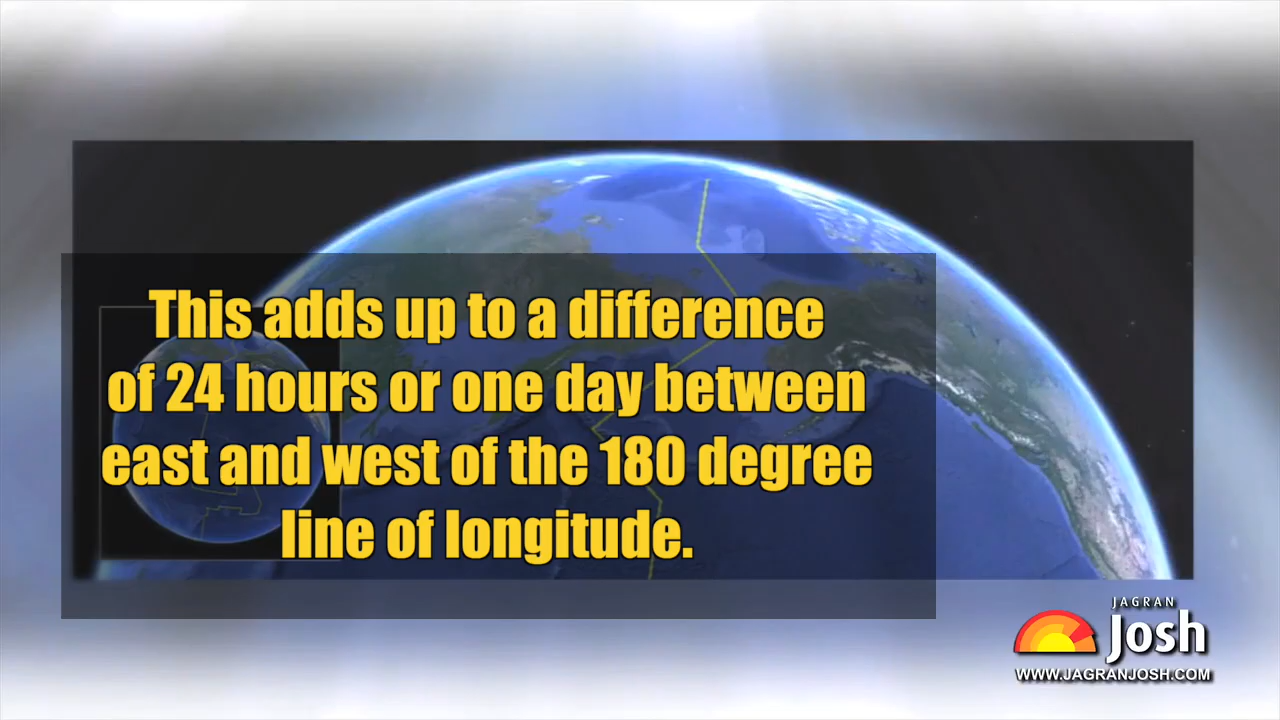 This adds up to a difference
of 24 hours or one day between
east and west of the 180 degree
line of longitude.
JAGRAN
Josh
WWW.JAGRANJOSH.COM